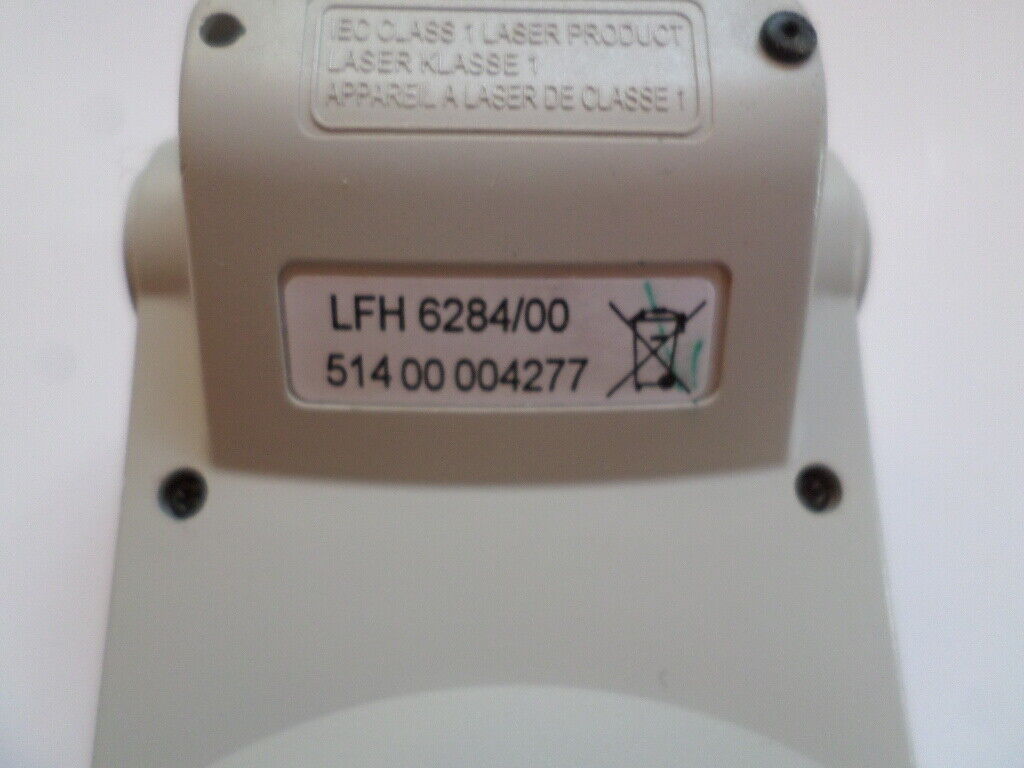 IEC CLASS 1 LASER PRODUCT
LASER KLASSE 1
APPAREIL A LASER DE CLASSE 1
LFH 6284/00
514 00 004277